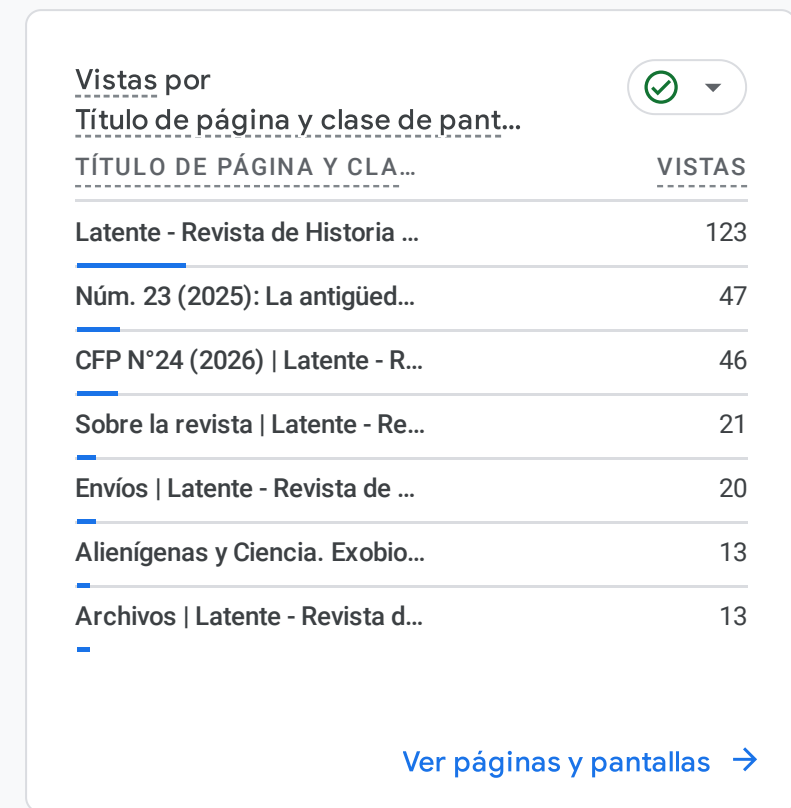 Vistas por
Título de página y clase de pant...
TÍTULO DE PÁGINA Y CLA... VISTAS
Latente - Revista de Historia ... 123
Núm. 23 (2025): La antigüed... 47
CFP N°24 (2026) | Latente - R... 46
Sobre la revista | Latente - Re... 21
Envíos | Latente - Revista de ... 20
Alienígenas y Ciencia. Exobio... 13
Archivos | Latente - Revista d... 13
Ver páginas y pantallas